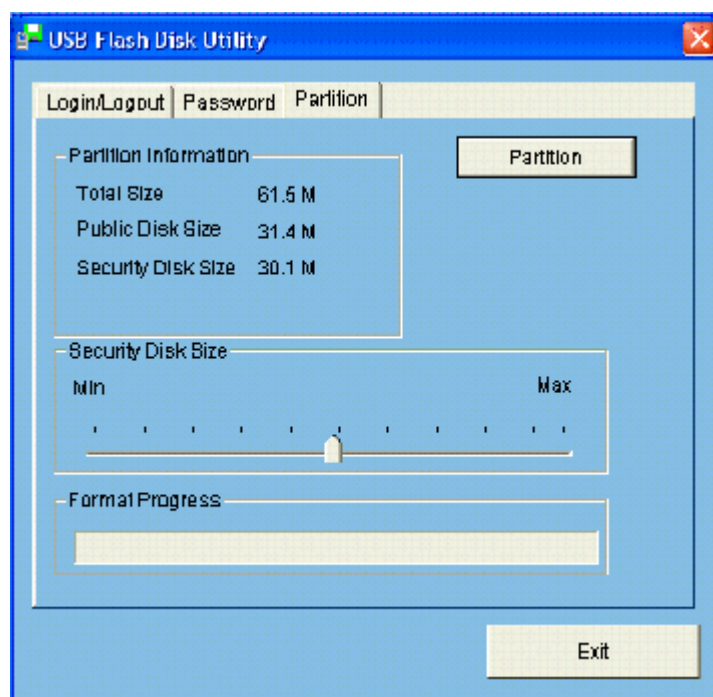 USB Flash Disk Utility
Login/Logout Password Partition
Partition Information
Partition
Total Size 61.5 M
Public Disk Size 31.4 M
Security Disk Size 30.1 M
Security Disk Size
Min Max
Format Progress
Exit